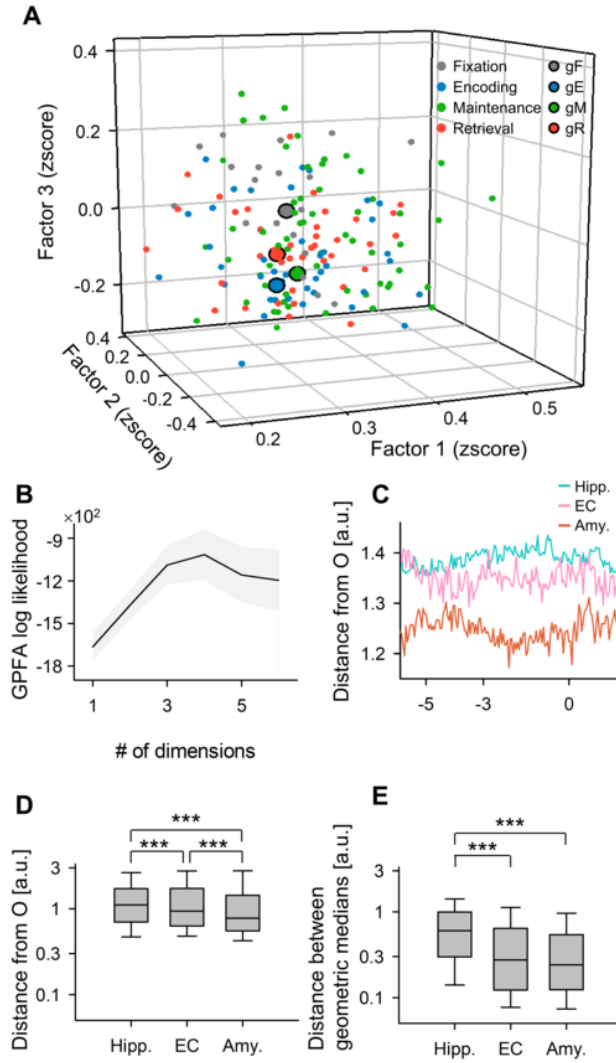 A
0.4
0.2
0.0
-0.2
0.4
Factor 3 (zscore)
Fixation
Encoding
Maintenance
Retrieval
gF
gE
gM
gR
0.2
0.0
-0.2
-0.4
Factor 2 (zscore)
0.2
0.3
0.4
0.5
Factor 1 (zscore)
B
×10²
-9
-12
-15
-18
GPFA log likelihood
1
3
5
# of dimensions
C
Hipp.
EC
Amy.
1.4
1.3
1.2
Distance from O [a.u.]
-5
-3
0
D
***
*** ***
3
1
0.3
0.1
Distance from O [a.u.]
Hipp. EC Amy.
E
***
***
3
1
0.3
0.1
Distance between
geometric medians [a.u.]
Hipp. EC Amy.